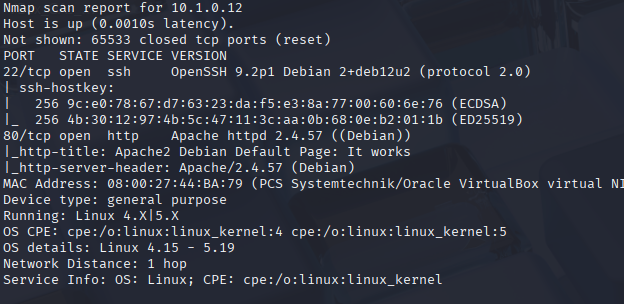 Nmap scan report for 10.1.0.12
Host is up (0.0010s latency).
Not shown: 65533 closed tcp ports (reset)
PORT   STATE SERVICE VERSION
22/tcp open  ssh     OpenSSH 9.2p1 Debian 2+deb12u2 (protocol 2.0)
| ssh-hostkey:
|   256 9c:e0:78:67:d7:63:23:da:f5:e3:8a:77:00:60:6e:76 (ECDSA)
|_  256 4b:30:12:97:4b:5c:47:11:3c:aa:0b:68:0e:b2:01:1b (ED25519)
80/tcp open  http    Apache httpd 2.4.57 ((Debian))
|_http-title: Apache2 Debian Default Page: It works
|_http-server-header: Apache/2.4.57 (Debian)
MAC Address: 08:00:27:44:BA:79 (PCS Systemtechnik/Oracle VirtualBox virtual NI
Device type: general purpose
Running: Linux 4.X|5.X
OS CPE: cpe:/o:linux:linux_kernel:4 cpe:/o:linux:linux_kernel:5
OS details: Linux 4.15 - 5.19
Network Distance: 1 hop
Service Info: OS: Linux; CPE: cpe:/o:linux:linux_kernel